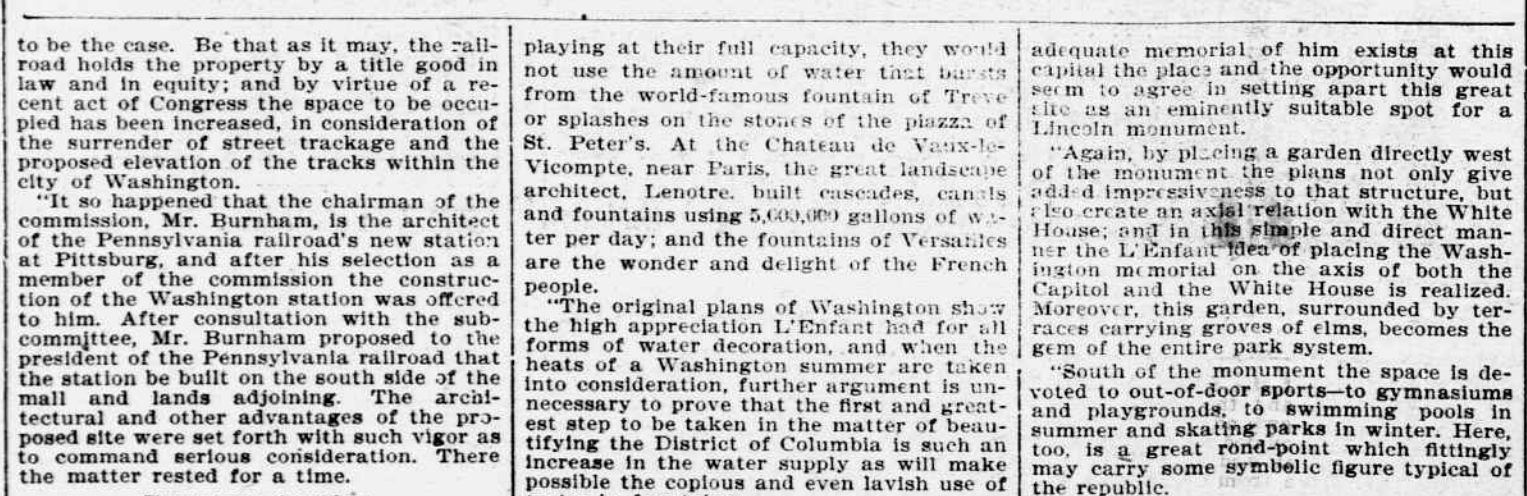 to be the case. Be that as it may, the rail-
road holds the property by a title good in
law and in equity; and by virtue of a re-
cent act of Congress the space to be occu-
pied has been increased, in consideration of
the surrender of street trackage and the
proposed elevation of the tracks within the
city of Washington.
"It so happened that the chairman of the
commission, Mr. Burnham, is the architect
of the Pennsylvania railroad's new station
at Pittsburg, and after his selection as a
member of the commission the construc-
tion of the Washington station was offered
to him. After consultation with the sub-
committee, Mr. Burnham proposed to the
president of the Pennsylvania railroad that
the station be built on the south side of the
mall and lands adjoining. The archi-
tectural and other advantages of the pro-
posed site were set forth with such vigor as
to command serious consideration. There
the matter rested for a time.
playing at their full capacity, they would
not use the amount of water that bursts
from the world-famous fountain of Treve
or splashes on the stones of the piazza of
St. Peter's. At the Chateau de Vaux-le-
Vicompte, near Paris, the great landscape
architect, Lenotre, built cascades, canals
and fountains using 5,600,000 gallons of wa-
ter per day; and the fountains of Versailles
are the wonder and delight of the French
people.
"The original plans of Washington show
the high appreciation L'Enfant had for all
forms of water decoration, and when the
heats of a Washington summer are taken
into consideration, further argument is un-
necessary to prove that the first and great-
est step to be taken in the matter of beau-
tifying the District of Columbia is such an
increase in the water supply as will make
possible the copious and even lavish use of
adequate memorial of him exists at this
capital the place and the opportunity would
seem to agree in setting apart this great
site as an eminently suitable spot for a
Lincoln monument.
"Again, by placing a garden directly west
of the monument the plans not only give
added impressiveness to that structure, but
also create an axial relation with the White
House; and in this simple and direct man-
ner the L'Enfant idea of placing the Wash-
ington memorial on the axis of both the
Capitol and the White House is realized.
Moreover, this garden, surrounded by ter-
races carrying groves of elms, becomes the
gem of the entire park system.
"South of the monument the space is de-
voted to out-of-door sports—to gymnasiums
and playgrounds, to swimming pools in
summer and skating parks in winter. Here,
too, is a great rond-point which fittingly
may carry some symbolic figure typical of
the republic.